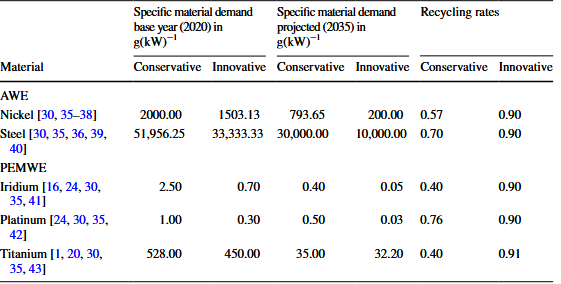 Specific material demand base year (2020) in g(kW)⁻¹ Specific material demand projected (2035) in g(kW)⁻¹ Recycling rates
Material Conservative Innovative Conservative Innovative Conservative Innovative
AWE
Nickel [30, 35–38] 2000.00 1503.13 793.65 200.00 0.57 0.90
Steel [30, 35, 36, 39, 51,956.25 33,333.33 30,000.00 10,000.00 0.70 0.90
40]
PEMWE
Iridium [16, 24, 30, 2.50 0.70 0.40 0.05 0.40 0.90
35, 41]
Platinum [24, 30, 35, 1.00 0.30 0.50 0.03 0.76 0.90
42]
Titanium [1, 20, 30, 528.00 450.00 35.00 32.20 0.40 0.91
35, 43]